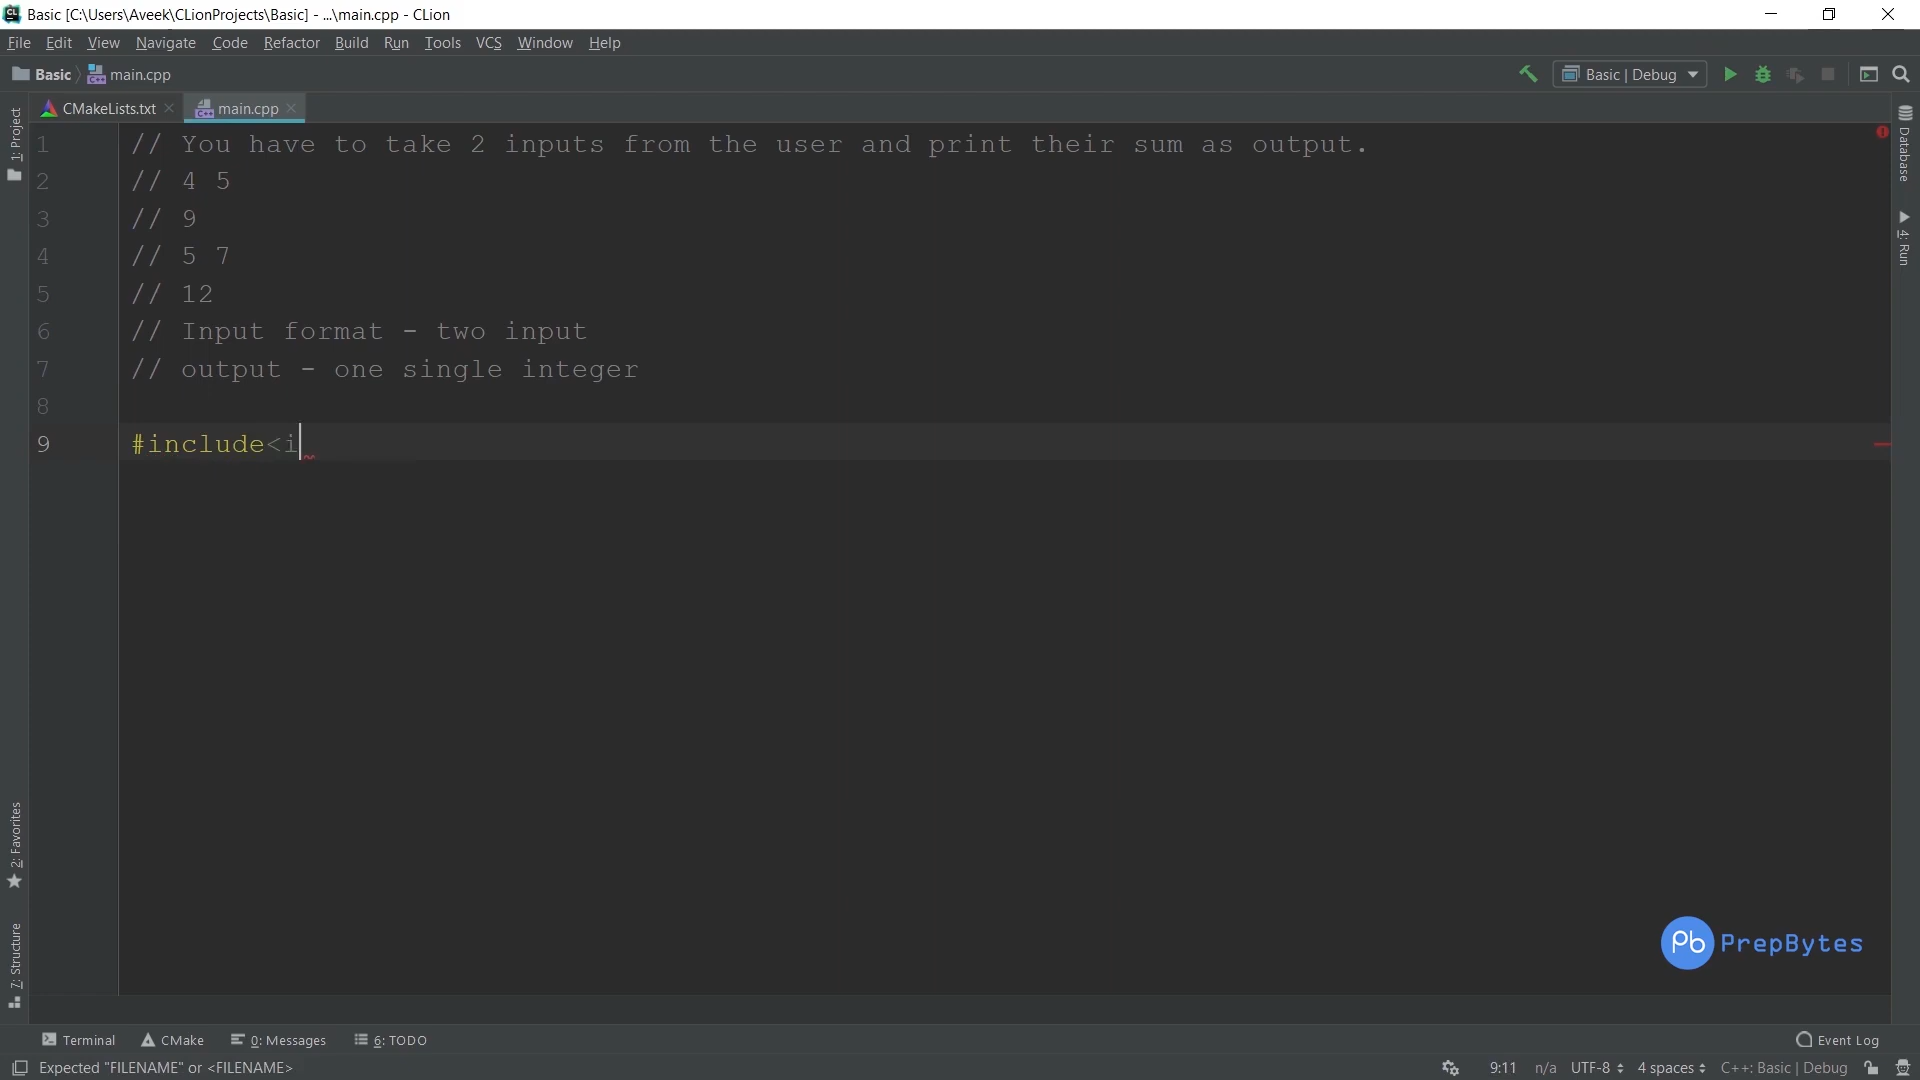 Basic [C:\Users\Aveek\CLionProjects\Basic] - ...\main.cpp - CLion
File Edit View Navigate Code Refactor Build Run Tools VCS Window Help
Basic main.cpp Basic | Debug
CMakeLists.txt main.cpp
1 // You have to take 2 inputs from the user and print their sum as output.
2 // 4 5
3 // 9
4 // 5 7
5 // 12
6 // Input format - two input
7 // output - one single integer
8
9 #include<i
1: Project
2: Favorites
7: Structure
Database
4: Run
Pb PrepBytes
Terminal CMake 0: Messages 6: TODO Event Log
Expected "FILENAME" or <FILENAME> 9:11 n/a UTF-8 4 spaces C++: Basic | Debug